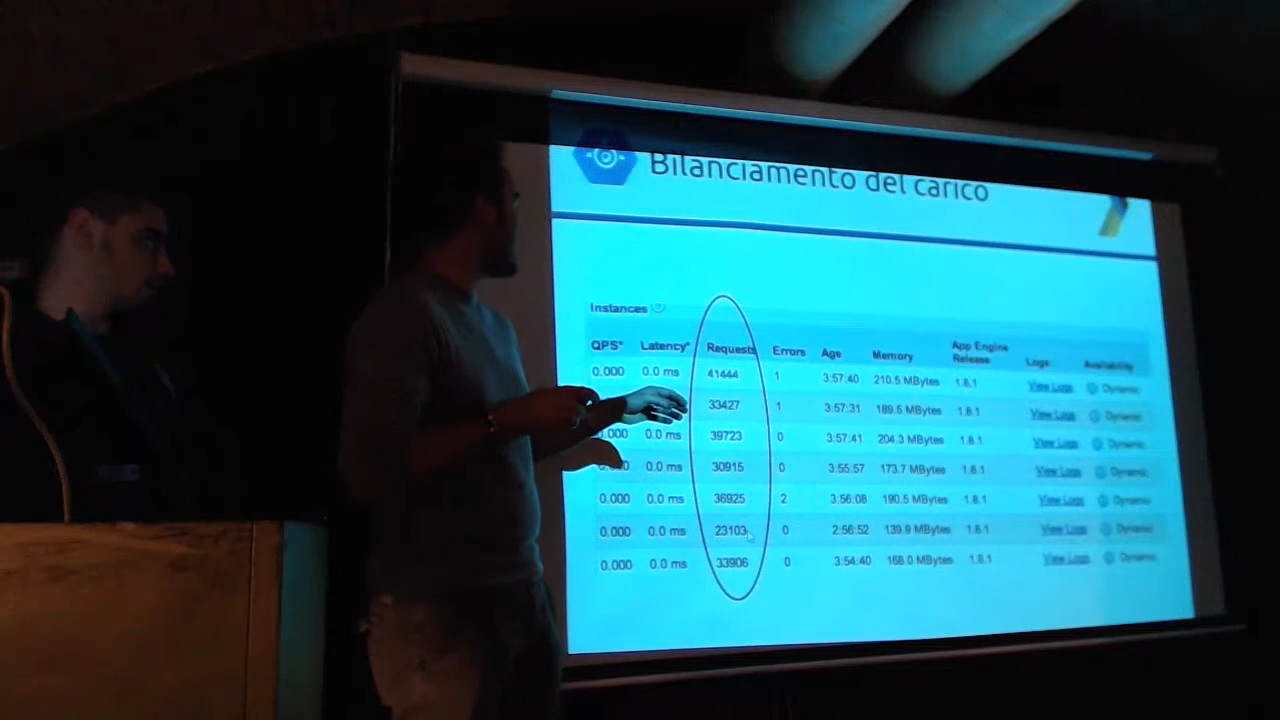 Bilanciamento del carico
Instances
QPS* Latency* Requests Errors Age Memory App Engine Release Logs Availability
0.000 0.0 ms 41444 1 3:57:40 210.5 MBytes 1.8.1 View Logs Dynamic
33427 1 3:57:31 189.5 MBytes 1.8.1 View Logs Dynamic
0.000 0.0 ms 39723 0 3:57:41 204.3 MBytes 1.8.1 View Logs Dynamic
0.0 ms 30915 0 3:55:57 173.7 MBytes 1.8.1 View Logs Dynamic
0.000 0.0 ms 36925 2 3:56:08 190.5 MBytes 1.8.1 View Logs Dynamic
0.000 0.0 ms 23103 0 2:56:52 139.9 MBytes 1.8.1 View Logs Dynamic
0.000 0.0 ms 33906 0 3:54:40 168.0 MBytes 1.8.1 View Logs Dynamic